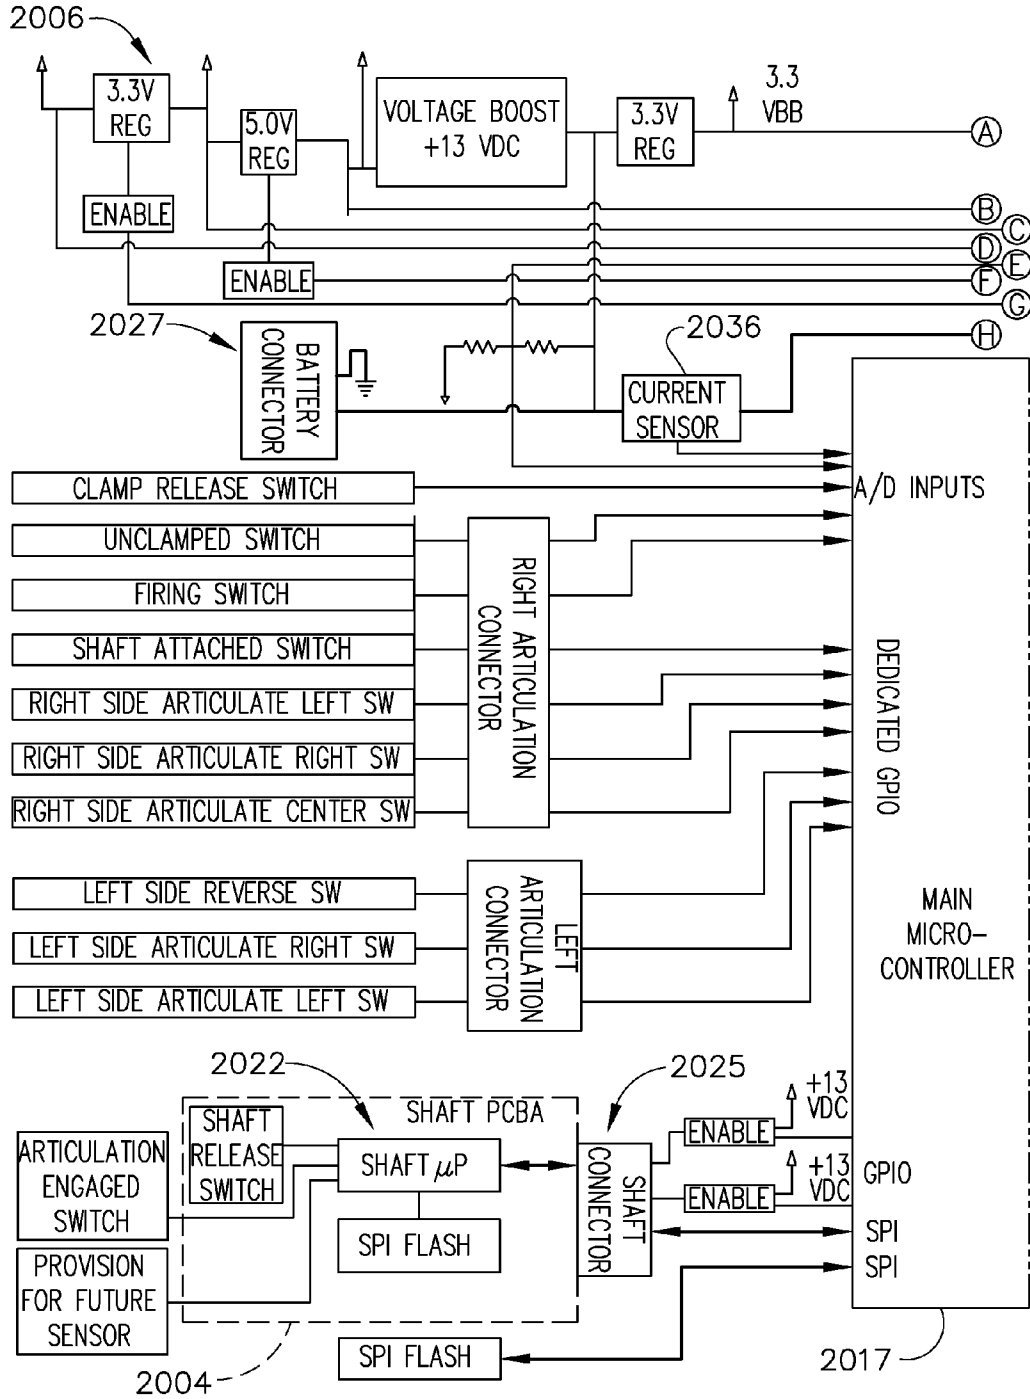 2006
3.3V
REG
5.0V
REG
VOLTAGE BOOST
+13 VDC
3.3V
REG
3.3
VBB
A
ENABLE
B
C
D
E
ENABLE
F
G
2027
BATTERY
CONNECTOR
2036
H
CURRENT
SENSOR
CLAMP RELEASE SWITCH
A/D INPUTS
UNCLAMPED SWITCH
FIRING SWITCH
SHAFT ATTACHED SWITCH
RIGHT SIDE ARTICULATE LEFT SW
RIGHT SIDE ARTICULATE RIGHT SW
RIGHT SIDE ARTICULATE CENTER SW
RIGHT ARTICULATION
CONNECTOR
DEDICATED GPIO
LEFT SIDE REVERSE SW
LEFT SIDE ARTICULATE RIGHT SW
LEFT SIDE ARTICULATE LEFT SW
LEFT
ARTICULATION
CONNECTOR
MAIN
MICRO-
CONTROLLER
2022
2025
SHAFT PCBA
SHAFT
RELEASE
SWITCH
ARTICULATION
ENGAGED
SWITCH
SHAFT μP
SPI FLASH
PROVISION
FOR FUTURE
SENSOR
SHAFT
CONNECTOR
ENABLE
+13
VDC
ENABLE
+13
VDC
GPIO
SPI
SPI
2004
SPI FLASH
2017